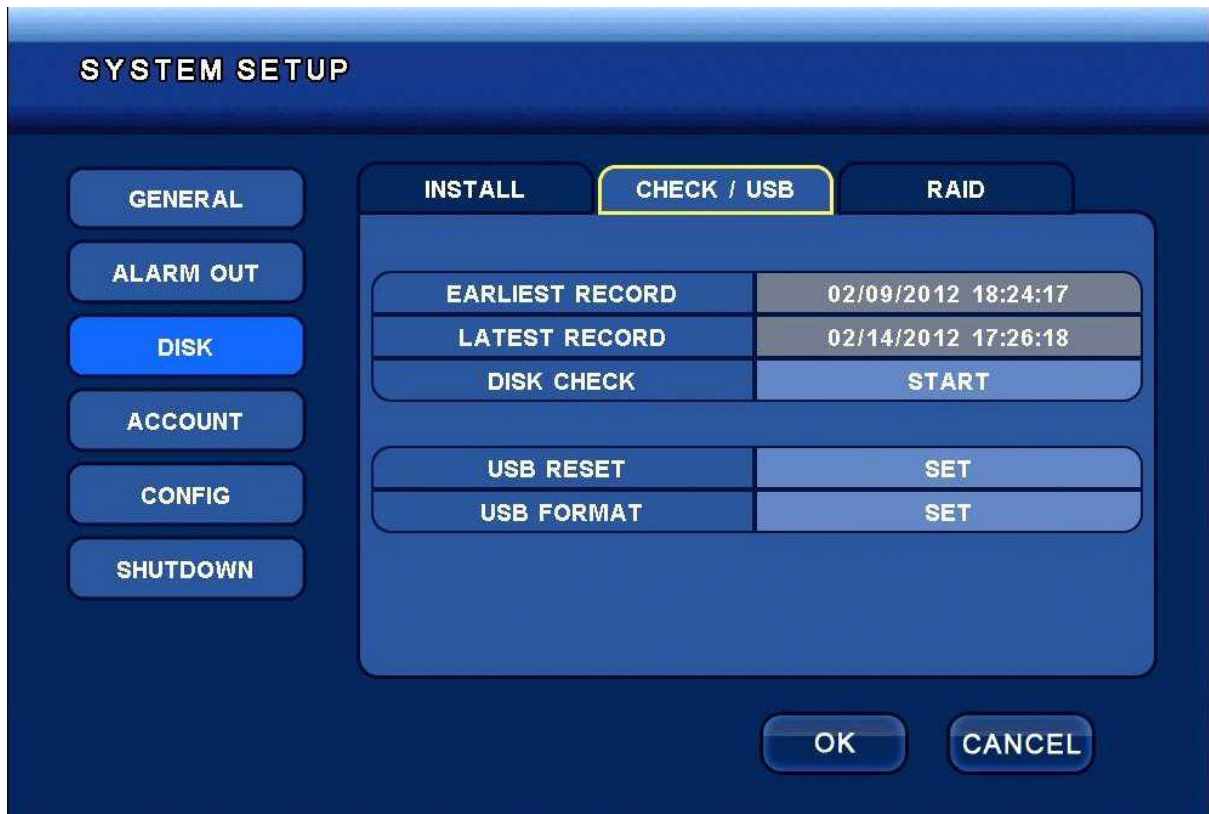 SYSTEM SETUP
GENERAL
ALARM OUT
DISK
ACCOUNT
CONFIG
SHUTDOWN
INSTALL CHECK / USB RAID
EARLIEST RECORD 02/09/2012 18:24:17
LATEST RECORD 02/14/2012 17:26:18
DISK CHECK START
USB RESET SET
USB FORMAT SET
OK CANCEL